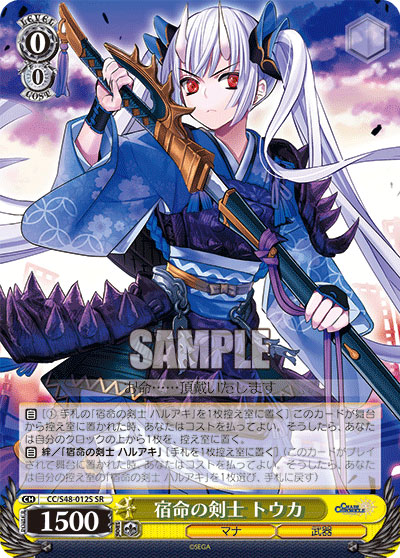 LEVEL
0
0
COST
SAMPLE
お命……頂戴いたします
自 [① 手札の「宿命の剣士 ハルアキ」を1枚控え室に置く] このカードが舞台
から控え室に置かれた時、あなたはコストを払ってよい。そうしたら、あなた
は自分のクロックの上から1枚を、控え室に置く。
自 絆/「宿命の剣士 ハルアキ」 [手札を1枚控え室に置く] (このカードがプレイ
されて舞台に置かれた時、あなたはコストを払ってよい。そうしたら、あなた
は自分の控え室の「宿命の剣士 ハルアキ」を1枚選び、手札に戻す)
CH CC/S48-012S SR
宿命の剣士 トウカ
CHAIN CHRONICLE
POWER
1500
マナ
武器
©SEGA